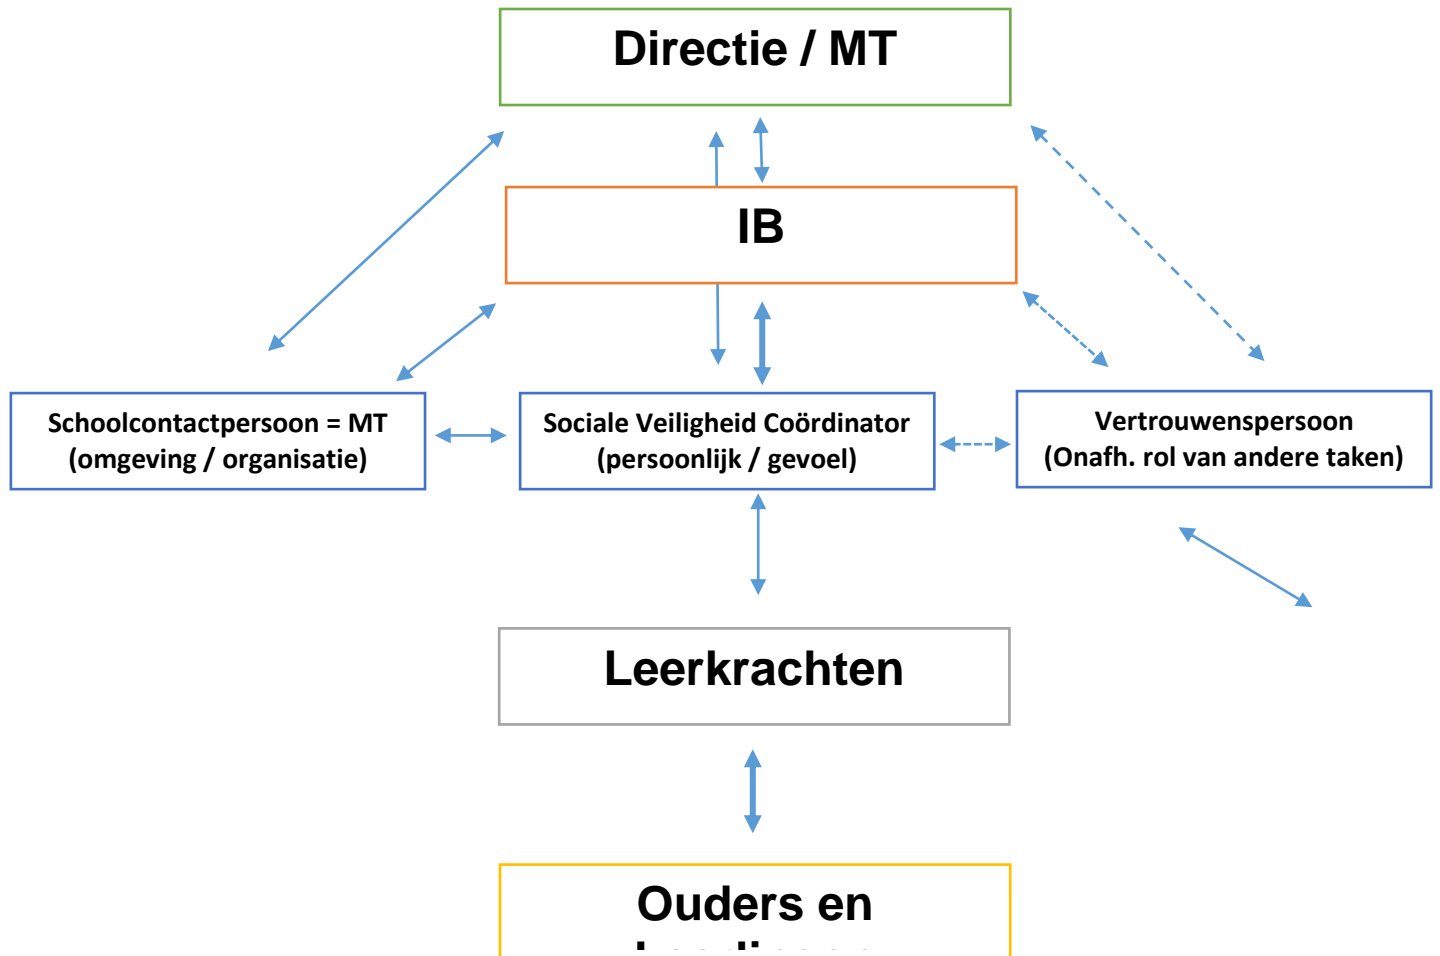 Directie / MT
IB
Schoolcontactpersoon = MT
(omgeving / organisatie)
Sociale Veiligheid Coördinator
(persoonlijk / gevoel)
Vertrouwenspersoon
(Onafh. rol van andere taken)
Leerkrachten
Ouders en